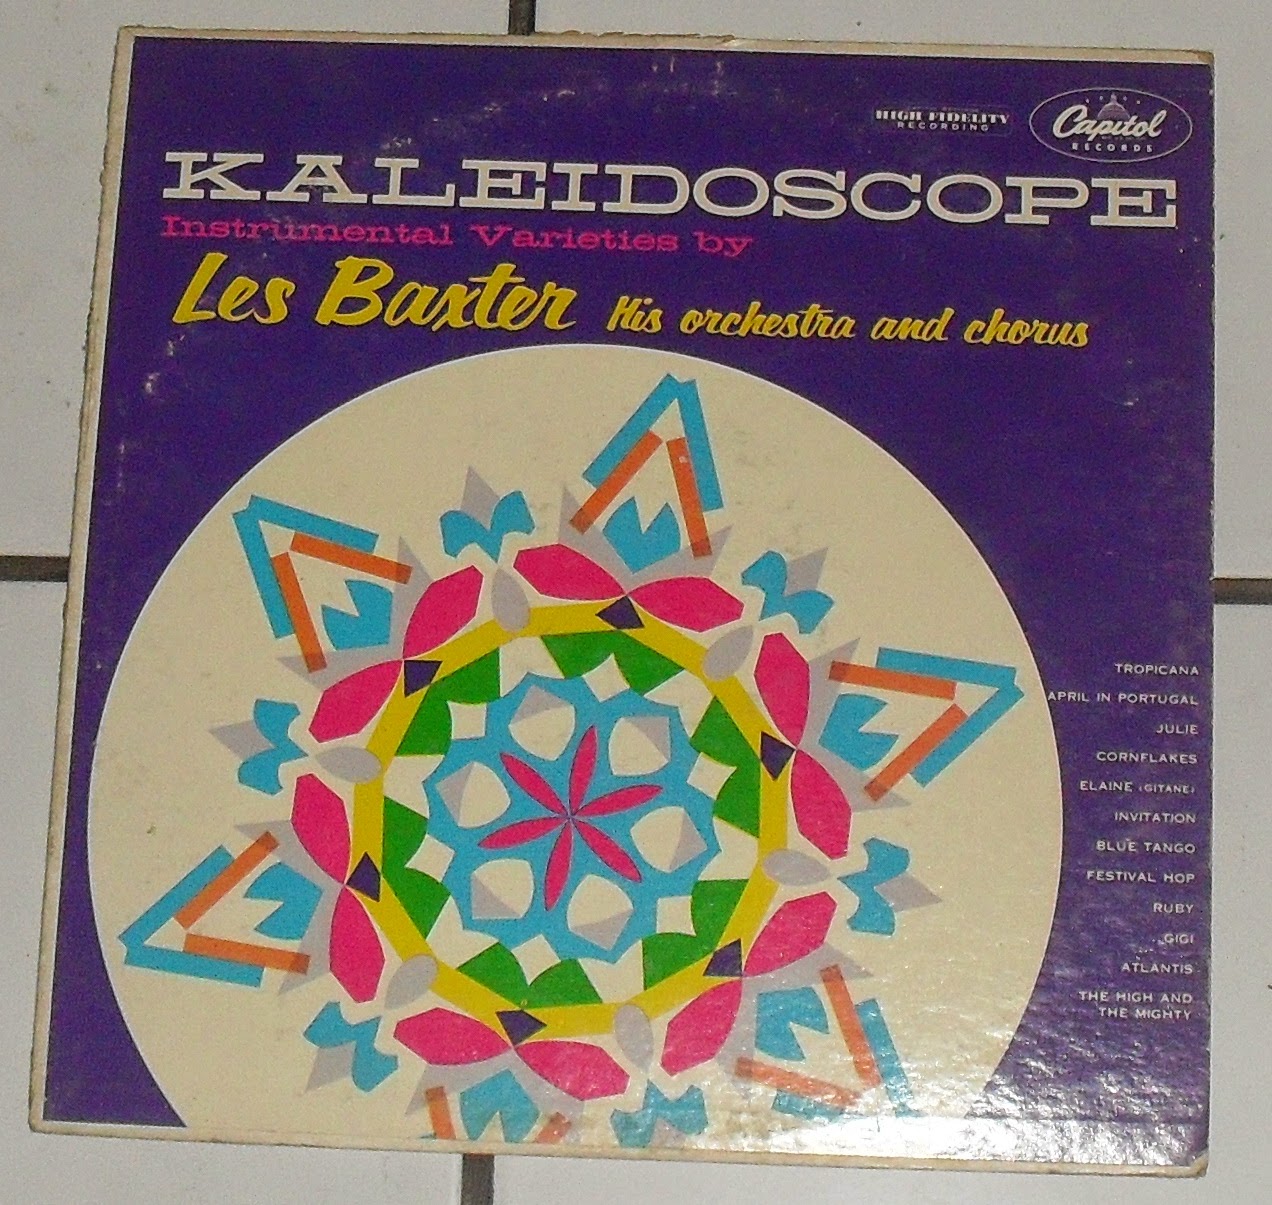 HIGH FIDELITY
RECORDING
Capitol
RECORDS
KALEIDOSCOPE
Instrumental Varieties by
Les Baxter His orchestra and chorus
TROPICANA
APRIL IN PORTUGAL
JULIE
CORNFLAKES
ELAINE (GITANE)
INVITATION
BLUE TANGO
FESTIVAL HOP
RUBY
GIGI
ATLANTIS
THE HIGH AND
THE MIGHTY